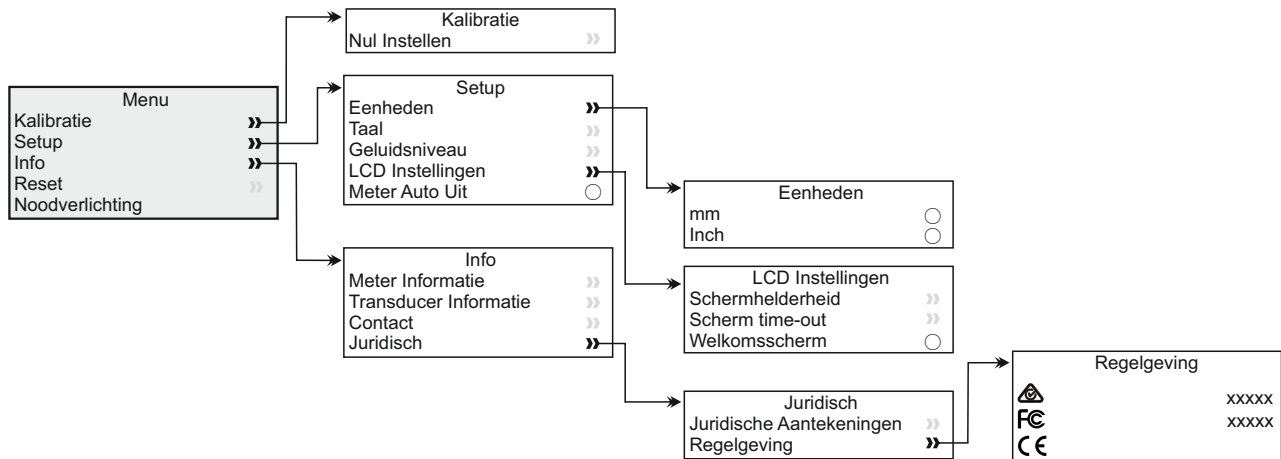 Menu
Kalibratie
Setup
Info
Reset
Noodverlichting
Kalibratie
Nul Instellen
Setup
Eenheden
Taal
Geluidsniveau
LCD Instellingen
Meter Auto Uit
Info
Meter Informatie
Transducer Informatie
Contact
Juridisch
Eenheden
mm
Inch
LCD Instellingen
Schermhelderheid
Scherm time-out
Welkomsscherm
Juridisch
Juridische Aantekeningen
Regelgeving
Regelgeving
xxxxx
FC xxxxx
CE